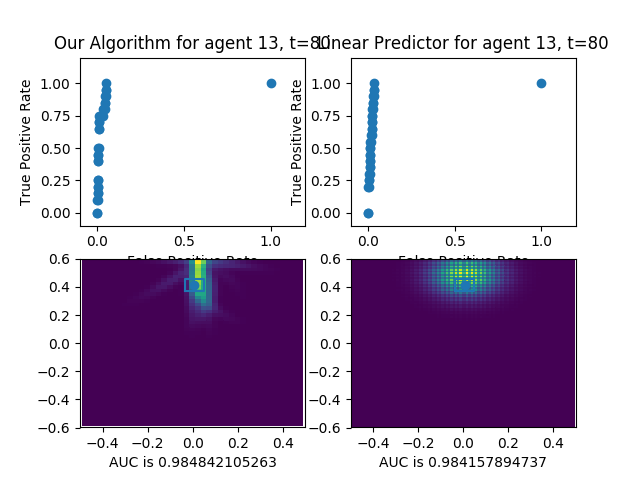 Our Algorithm for agent 13, t=80
Linear Predictor for agent 13, t=80
True Positive Rate
1.00
0.75
0.50
0.25
0.00
0.0 0.5 1.0
False Positive Rate
True Positive Rate
1.00
0.75
0.50
0.25
0.00
0.0 0.5 1.0
False Positive Rate
0.6
0.4
0.2
0.0
−0.2
−0.4
−0.6
−0.4 −0.2 0.0 0.2 0.4
AUC is 0.984842105263
0.6
0.4
0.2
0.0
−0.2
−0.4
−0.6
−0.4 −0.2 0.0 0.2 0.4
AUC is 0.984157894737